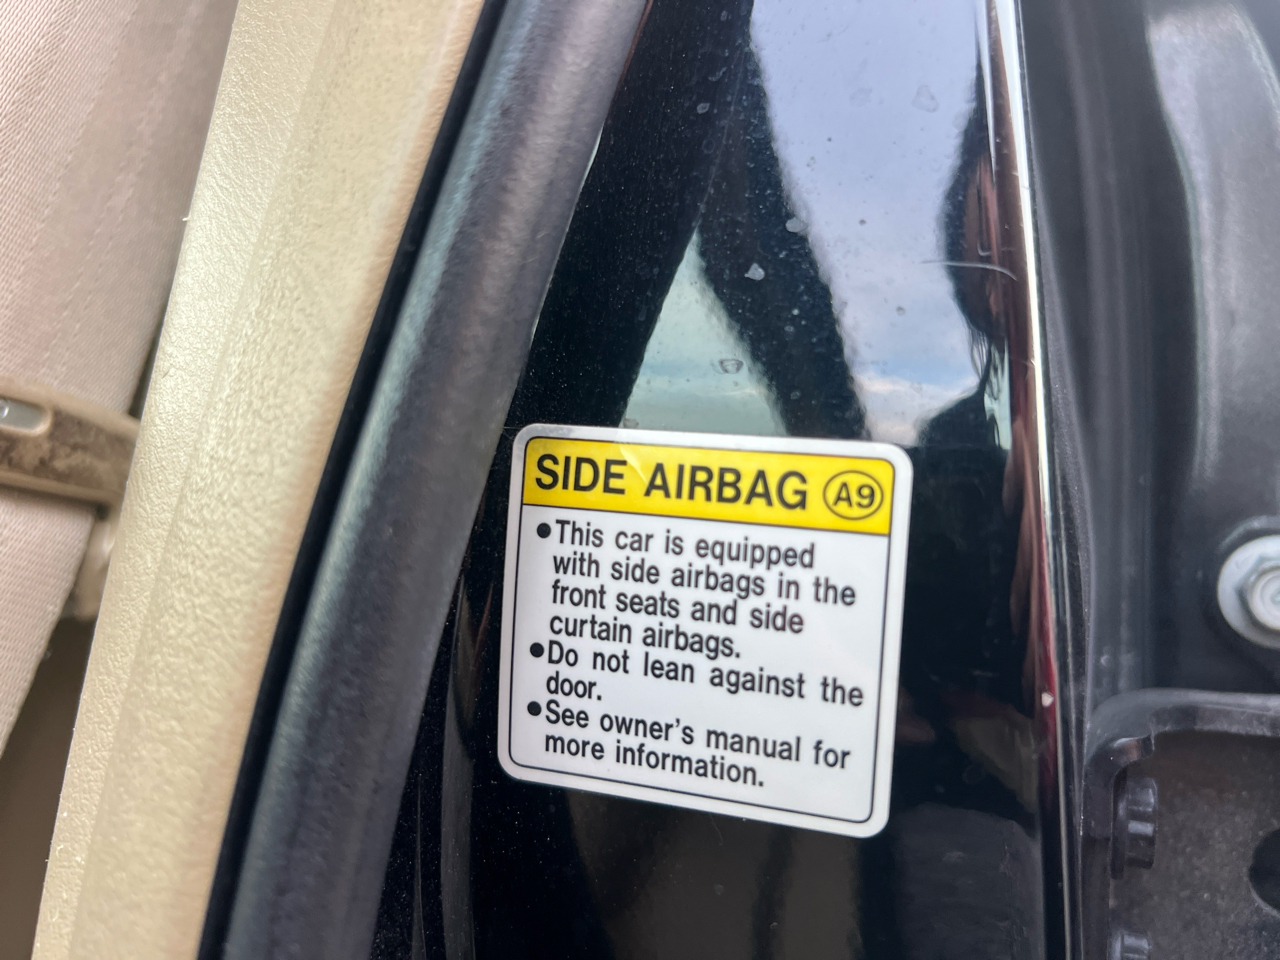 SIDE AIRBAG A9
●This car is equipped
with side airbags in the
front seats and side
curtain airbags.
●Do not lean against the
door.
●See owner's manual for
more information.